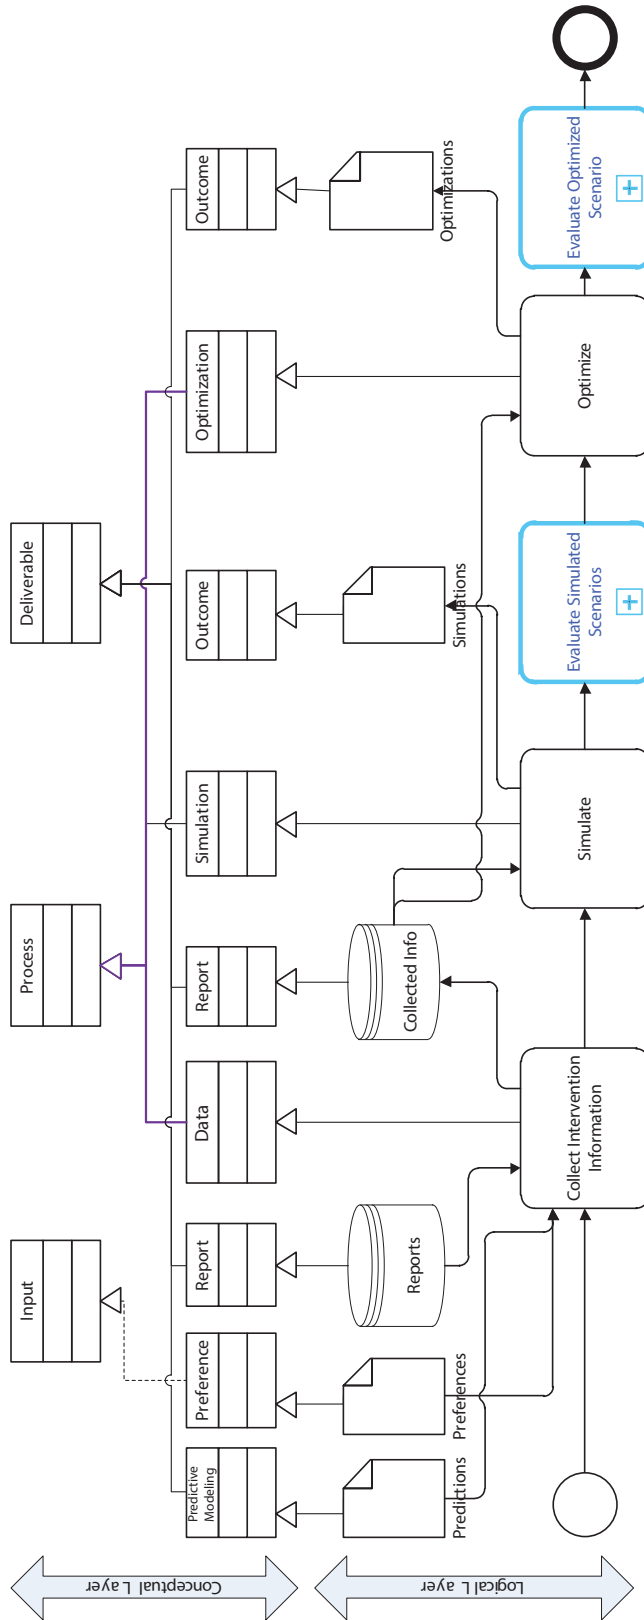 Input
Process
Deliverable
Predictive
Modeling
Preference
Report
Data
Report
Simulation
Outcome
Optimization
Outcome
Conceptual Layer
Predictions
Preferences
Reports
Collected Info
Simulations
Optimizations
Logical Layer
Collect Intervention
Information
Simulate
Evaluate Simulated
Scenarios
Optimize
Evaluate Optimized
Scenario